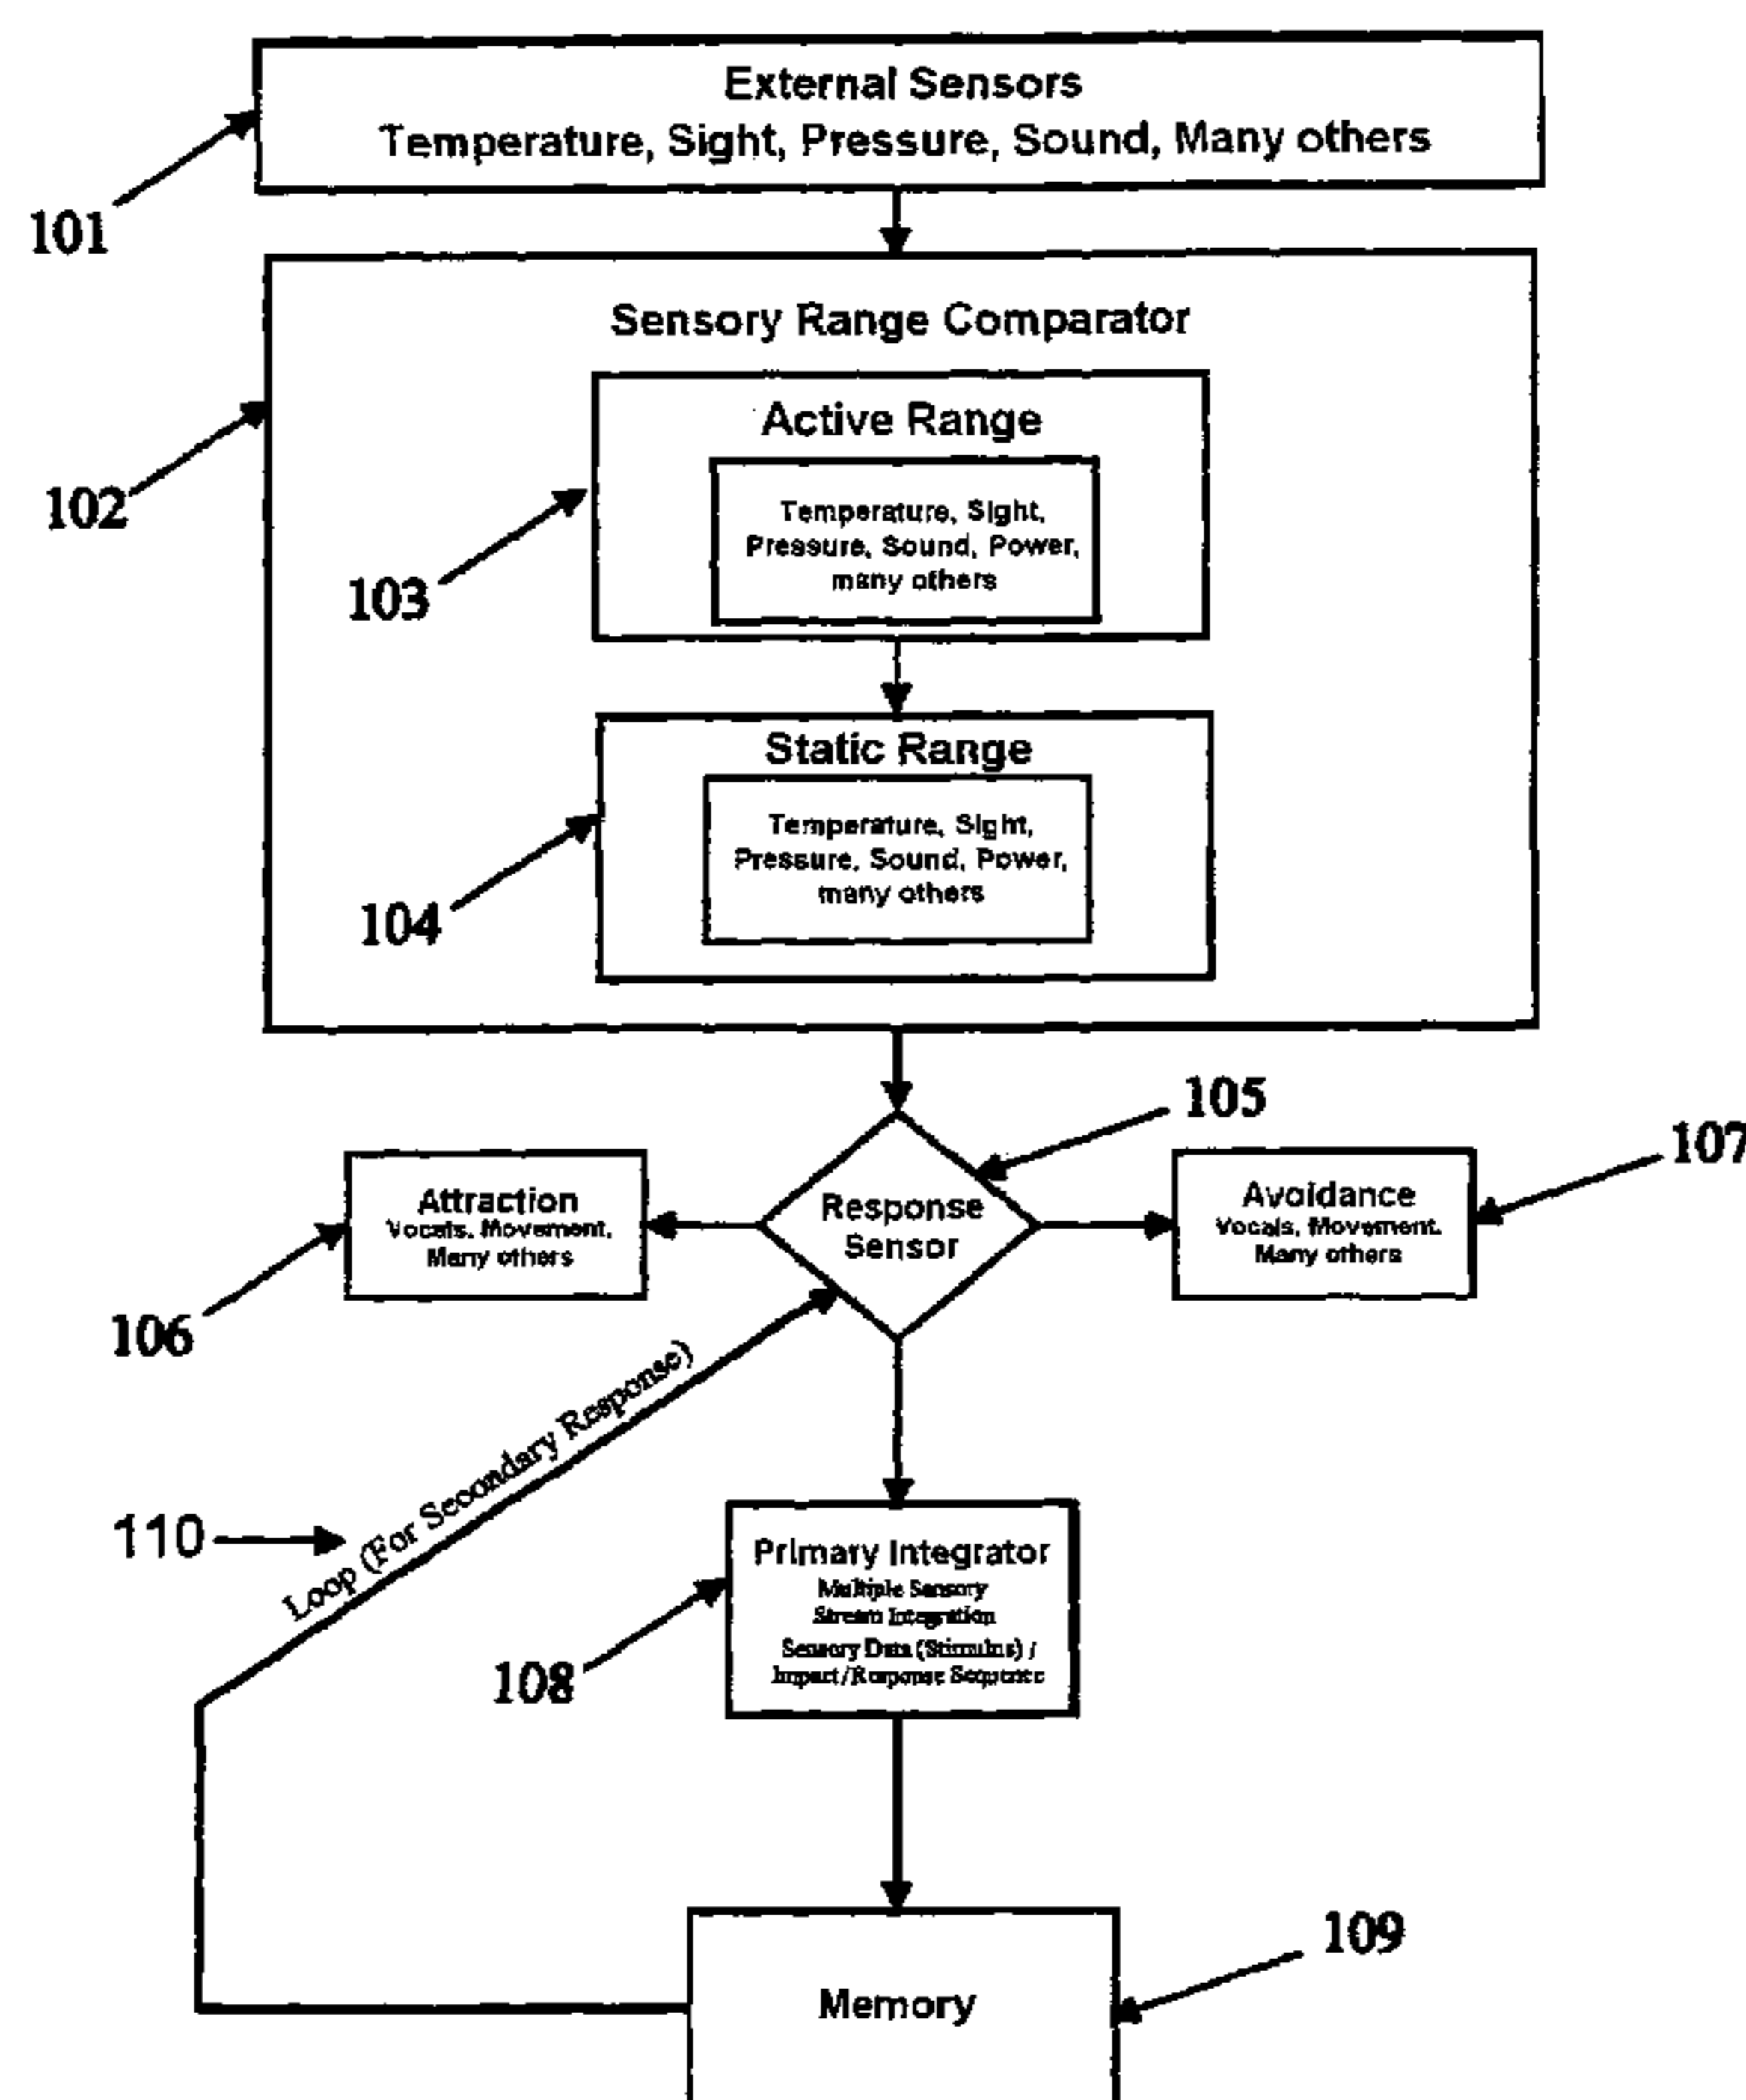 External Sensors
Temperature, Sight, Pressure, Sound, Many others
101
Sensory Range Comparator
102
Active Range
Temperature, Sight,
Pressure, Sound, Power,
many others
103
Static Range
Temperature, Sight,
Pressure, Sound, Power,
many others
104
105
107
Attraction
Vocals, Movement,
Many others
Response
Sensor
Avoidance
Vocals, Movement.
Many others
106
Loop (For Secondary Response)
110
Primary Integrator
Multiple Sensory
Stream Integration
Sensory Data (Stimulus) /
Impact/Response Sequence
108
109
Memory